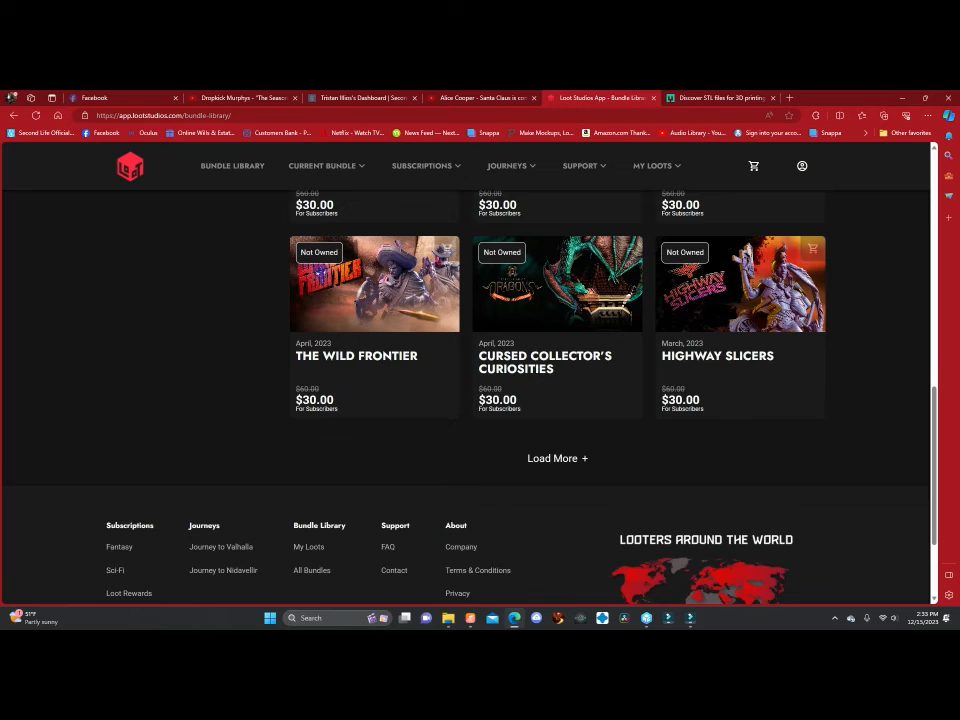 Facebook
Dropkick Murphys - "The Season
Tristan Illios's Dashboard | Secon
Alice Cooper - Santa Claus is co
Loot Studios App - Bundle Libra
Discover STL files for 3D printing
https://app.lootstudios.com/bundle-library/
Second Life Official...
Facebook
Oculus
Online Wills & Estat...
Customers Bank - P...
Netflix - Watch TV...
News Feed — Next...
Snappa
Make Mockups, Lo...
Amazon.com Thank...
Audio Library - You...
Sign into your acco...
Snappa
Other favorites
BUNDLE LIBRARY
CURRENT BUNDLE
SUBSCRIPTIONS
JOURNEYS
SUPPORT
MY LOOTS
$60.00 $60.00 $60.00
$30.00 $30.00 $30.00
For Subscribers For Subscribers For Subscribers
Not Owned
FRONTIER
Not Owned
DRAGONS
Not Owned
HIGHWAY
SLICERS
April, 2023
THE WILD FRONTIER
$60.00
$30.00
For Subscribers
April, 2023
CURSED COLLECTOR'S
CURIOSITIES
$60.00
$30.00
For Subscribers
March, 2023
HIGHWAY SLICERS
$60.00
$30.00
For Subscribers
Load More +
Subscriptions
Fantasy
Sci-Fi
Loot Rewards
Journeys
Journey to Valhalla
Journey to Nidavellir
Bundle Library
My Loots
All Bundles
Support
FAQ
Contact
About
Company
Terms & Conditions
Privacy
LOOTERS AROUND THE WORLD
51°F
Partly sunny
Search
2:33 PM
12/15/2023